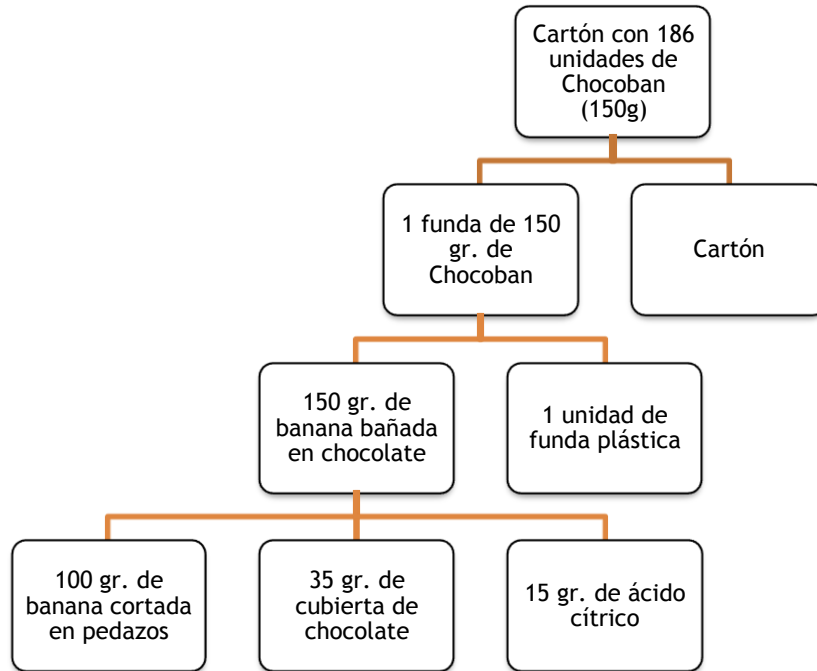 Cartón con 186
unidades de
Chocoban
(150g)
1 funda de 150
gr. de
Chocoban
Cartón
150 gr. de
banana bañada
en chocolate
1 unidad de
funda plástica
100 gr. de
banana cortada
en pedazos
35 gr. de
cubierta de
chocolate
15 gr. de ácido
cítrico